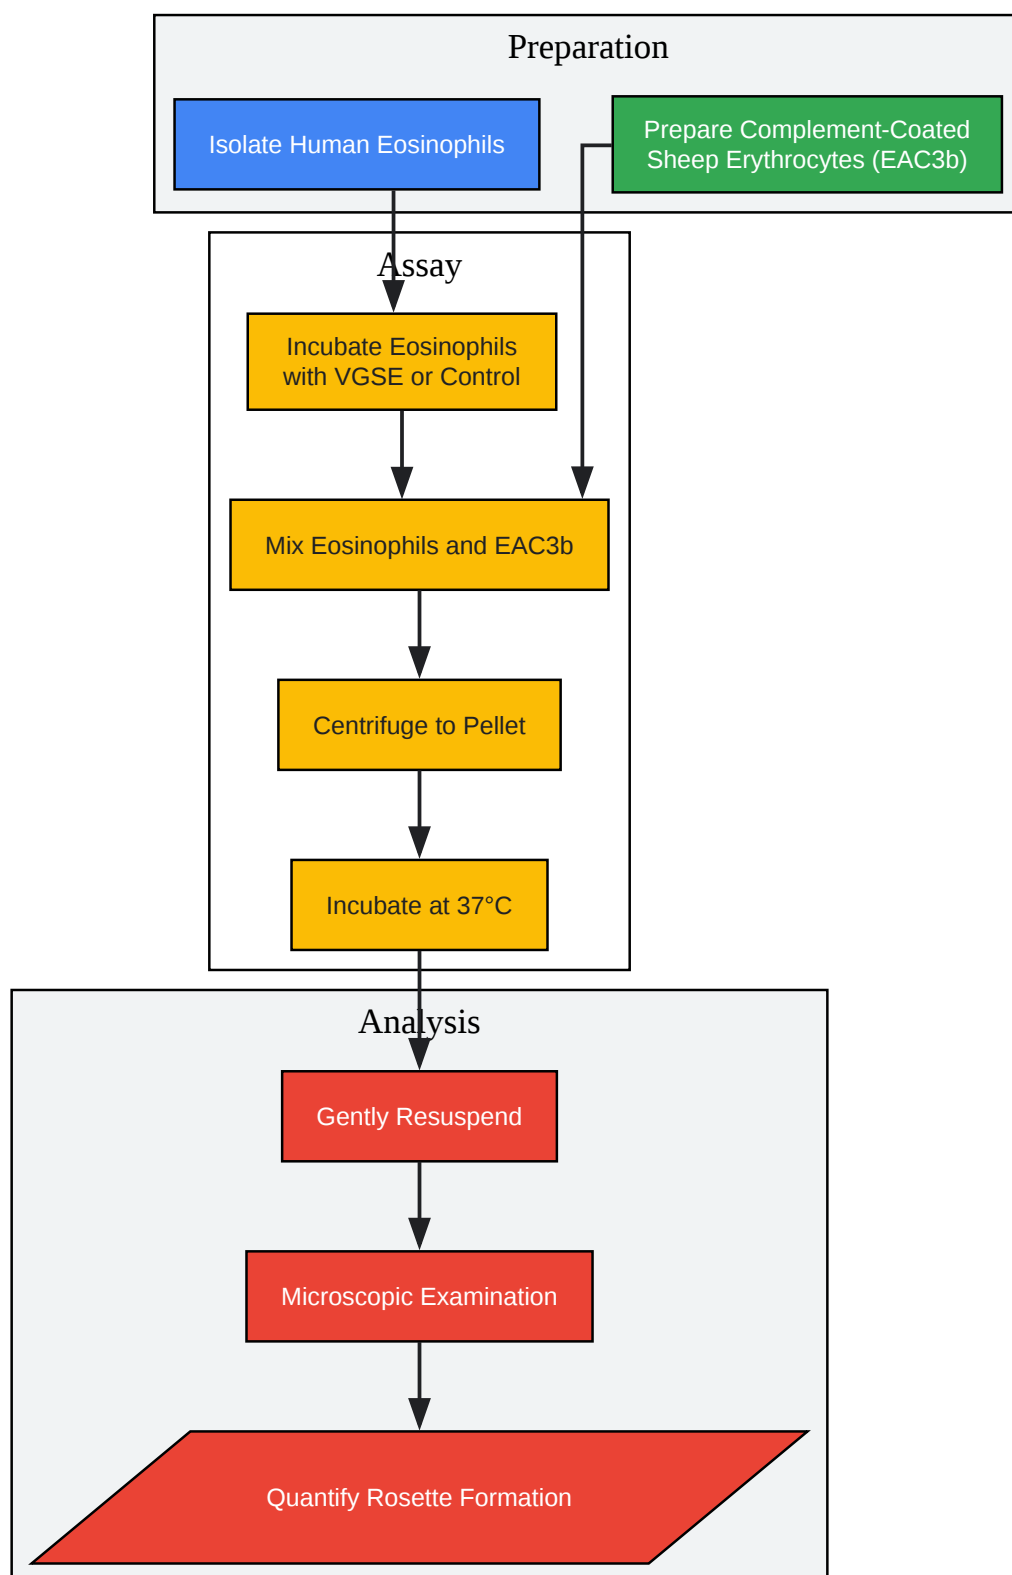 Preparation
Isolate Human Eosinophils
Prepare Complement-Coated
Sheep Erythrocytes (EAC3b)
Assay
Incubate Eosinophils
with VGSE or Control
Mix Eosinophils and EAC3b
Centrifuge to Pellet
Incubate at 37°C
Analysis
Gently Resuspend
Microscopic Examination
Quantify Rosette Formation